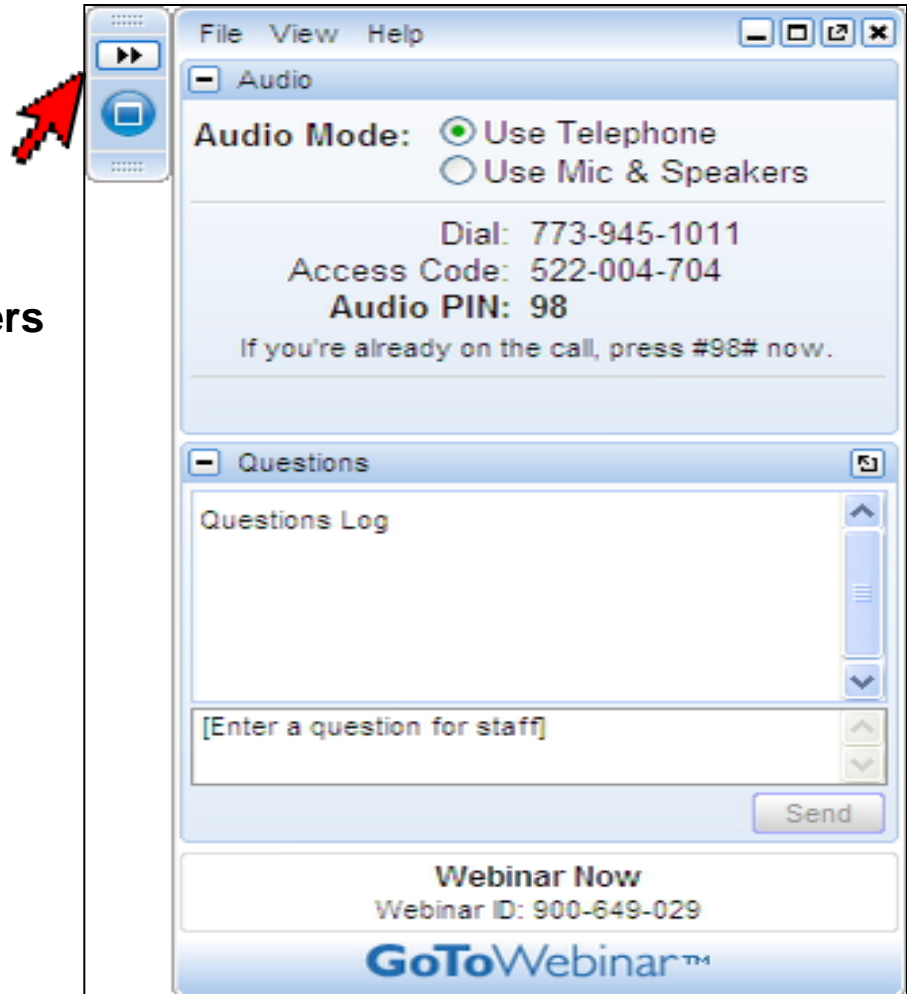 File View Help
Audio
Audio Mode: Use Telephone
Use Mic & Speakers
Dial: 773-945-1011
Access Code: 522-004-704
Audio PIN: 98
If you're already on the call, press #98# now.
ers
Questions
Questions Log
[Enter a question for staff]
Send
Webinar Now
Webinar ID: 900-649-029
GoToWebinar™